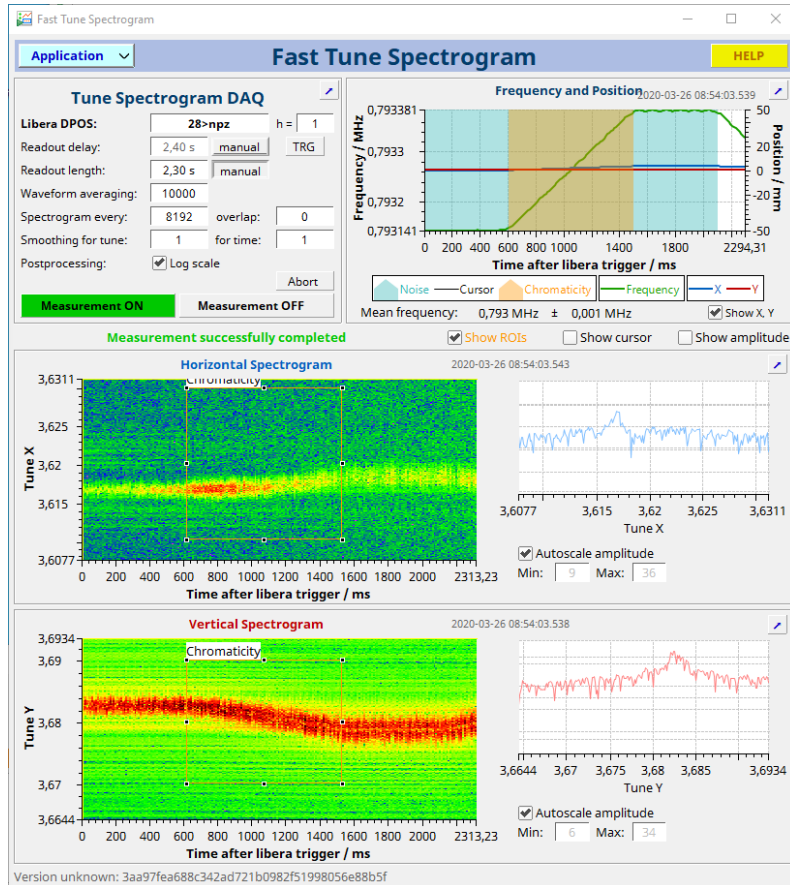 Fast Tune Spectrogram
Application
Fast Tune Spectrogram
HELP
Tune Spectrogram DAQ
Libera DPOS: 28>npz h = 1
Readout delay: 2,40 s manual TRG
Readout length: 2,30 s manual
Waveform averaging: 10000
Spectrogram every: 8192 overlap: 0
Smoothing for tune: 1 for time: 1
Postprocessing: Log scale
Abort
Measurement ON Measurement OFF
Frequency and Position
2020-03-26 08:54:03.539
Frequency / MHz
0,793381
0,7933
0,7932
0,793141
50
20
0
-20
-50
Position / mm
0 200 400 600 800 1000 1400 1800 2294,31
Time after libera trigger / ms
Noise Cursor Chromaticity Frequency X Y
Mean frequency: 0,793 MHz ± 0,001 MHz Show X, Y
Measurement successfully completed
Show ROIs Show cursor Show amplitude
Horizontal Spectrogram
2020-03-26 08:54:03.543
Chromaticity
Tune X
3,6311
3,625
3,62
3,615
3,6077
0 200 400 600 800 1000 1200 1400 1600 1800 2000 2313,23
Time after libera trigger / ms
3,6077 3,615 3,62 3,625 3,6311
Tune X
Autoscale amplitude
Min: 9 Max: 36
Vertical Spectrogram
2020-03-26 08:54:03.538
Chromaticity
Tune Y
3,6934
3,69
3,68
3,67
3,6644
0 200 400 600 800 1000 1200 1400 1600 1800 2000 2313,23
Time after libera trigger / ms
3,6644 3,67 3,675 3,68 3,685 3,6934
Tune Y
Autoscale amplitude
Min: 6 Max: 34
Version unknown: 3aa97fea688c342ad721b0982f51998056e88b5f